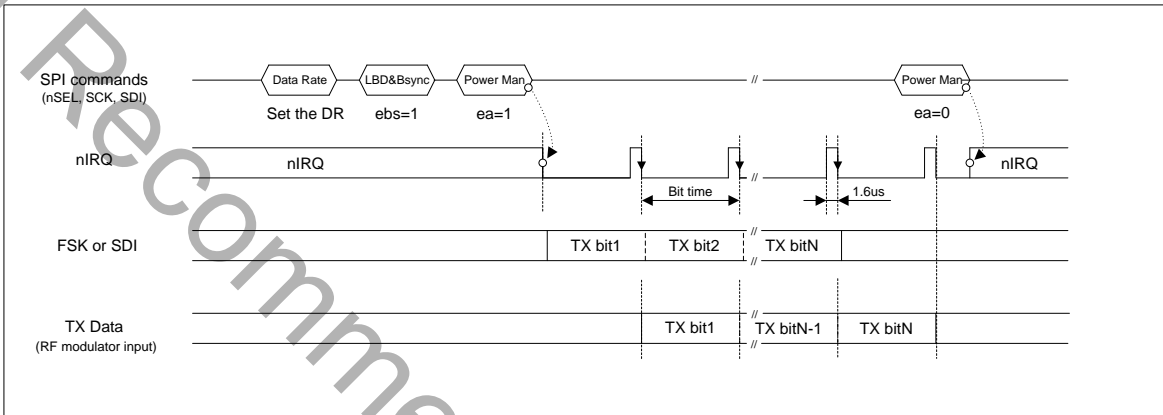 SPI commands
(nSEL, SCK, SDI)
Data Rate
LBD&Bsync
Power Man
//
Power Man
Set the DR
ebs=1
ea=1
ea=0
nIRQ
nIRQ
nIRQ
Bit time
//
1.6us
FSK or SDI
TX bit1
TX bit2
//
//
TX bitN
TX Data
(RF modulator input)
TX bit1
//
//
TX bitN-1
TX bitN
Recomme